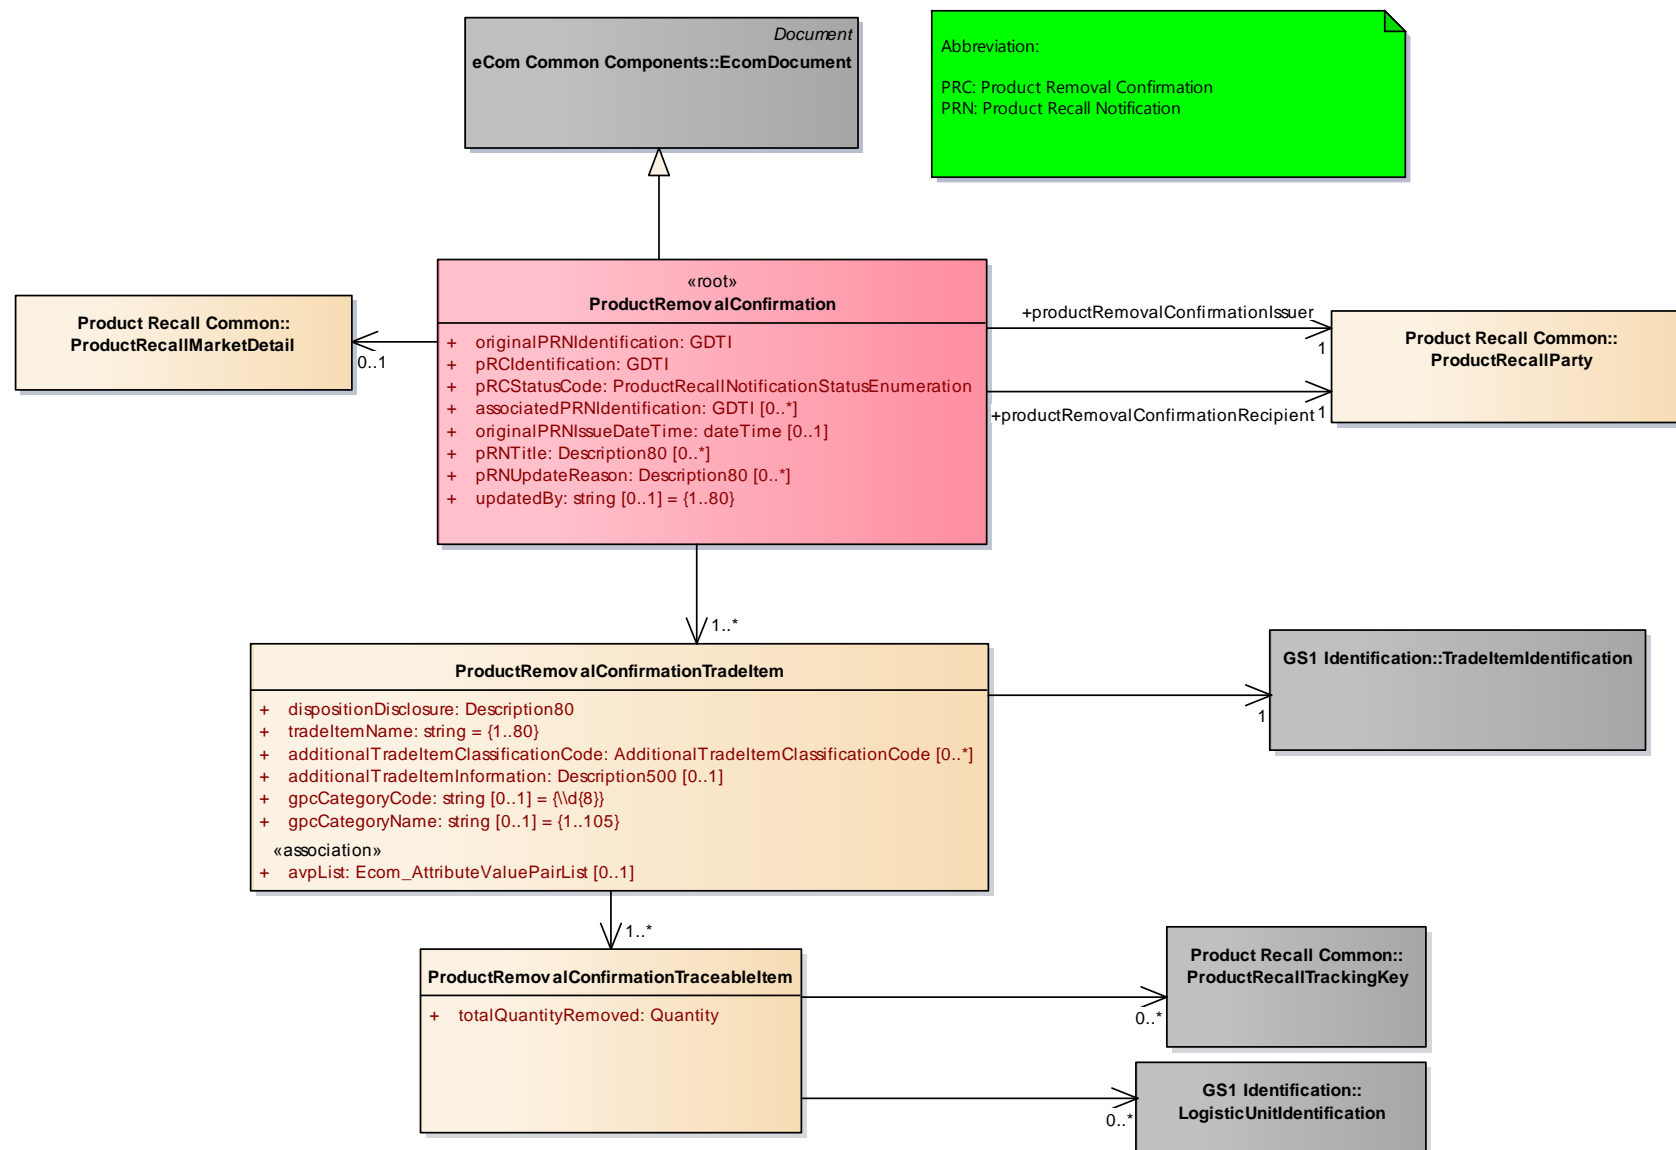 Document
eCom Common Components::EcomDocument
Abbreviation:
PRC: Product Removal Confirmation
PRN: Product Recall Notification
«root»
ProductRemovalConfirmation
+ originalPRNIdentification: GDTI
+ pRCIdentification: GDTI
+ pRCStatusCode: ProductRecallNotificationStatusEnumeration
+ associatedPRNIdentification: GDTI [0..*]
+ originalPRNIssueDateTime: dateTime [0..1]
+ pRNTitle: Description80 [0..*]
+ pRNUpdateReason: Description80 [0..*]
+ updatedBy: string [0..1] = {1..80}
Product Recall Common::
ProductRecallMarketDetail
0..1
+productRemovalConfirmationIssuer
1
+productRemovalConfirmationRecipient
1
Product Recall Common::
ProductRecallParty
1..*
ProductRemovalConfirmationTradeItem
+ dispositionDisclosure: Description80
+ tradeItemName: string = {1..80}
+ additionalTradeItemClassificationCode: AdditionalTradeItemClassificationCode [0..*]
+ additionalTradeItemInformation: Description500 [0..1]
+ gpcCategoryCode: string [0..1] = {\\d{8}}
+ gpcCategoryName: string [0..1] = {1..105}
«association»
+ avpList: Ecom_AttributeValuePairList [0..1]
1
GS1 Identification::TradeItemIdentification
1..*
ProductRemovalConfirmationTraceableItem
+ totalQuantityRemoved: Quantity
0..*
Product Recall Common::
ProductRecallTrackingKey
0..*
GS1 Identification::
LogisticUnitIdentification